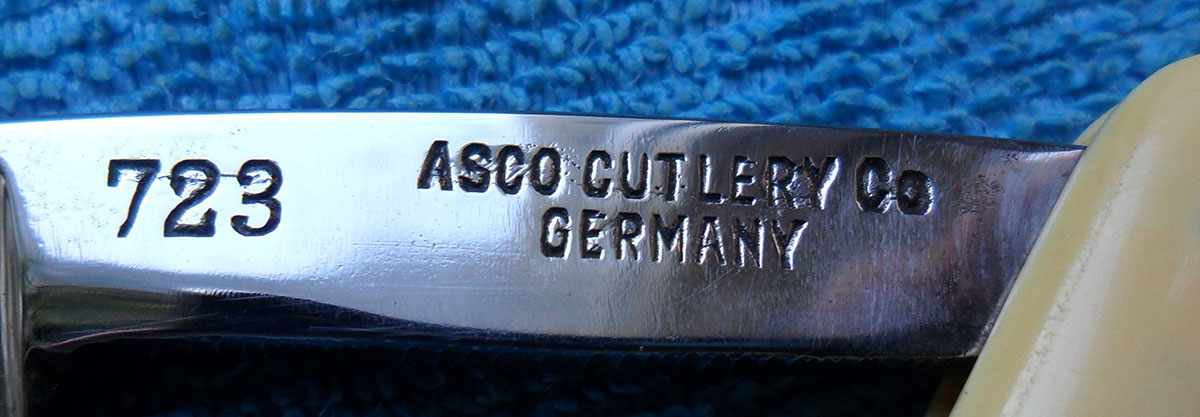 723
ASCO CUTLERY Co
GERMANY